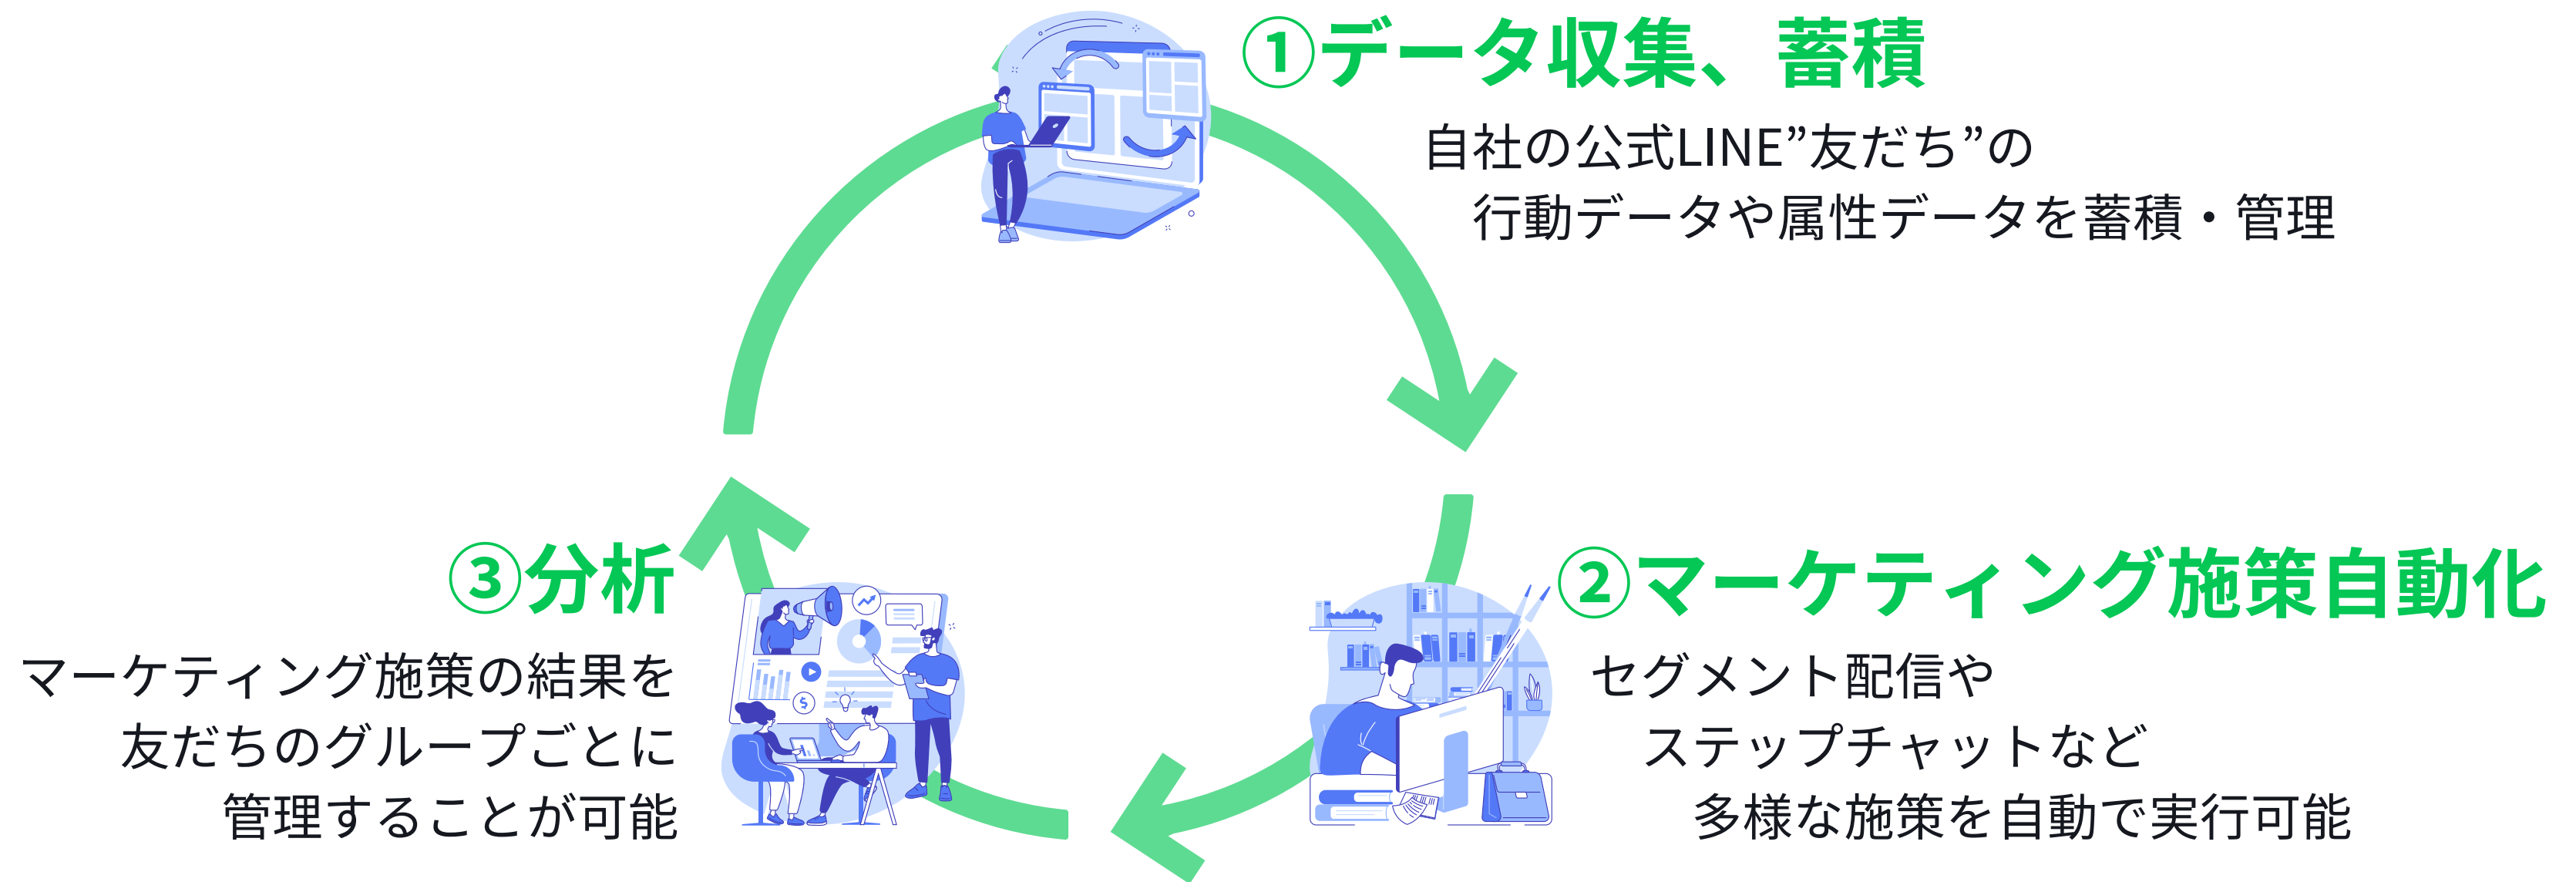 ①データ収集、蓄積
自社の公式LINE”友だち”の
行動データや属性データを蓄積・管理
②マーケティング施策自動化
セグメント配信や
ステップチャットなど
多様な施策を自動で実行可能
③分析
マーケティング施策の結果を
友だちのグループごとに
管理することが可能
$